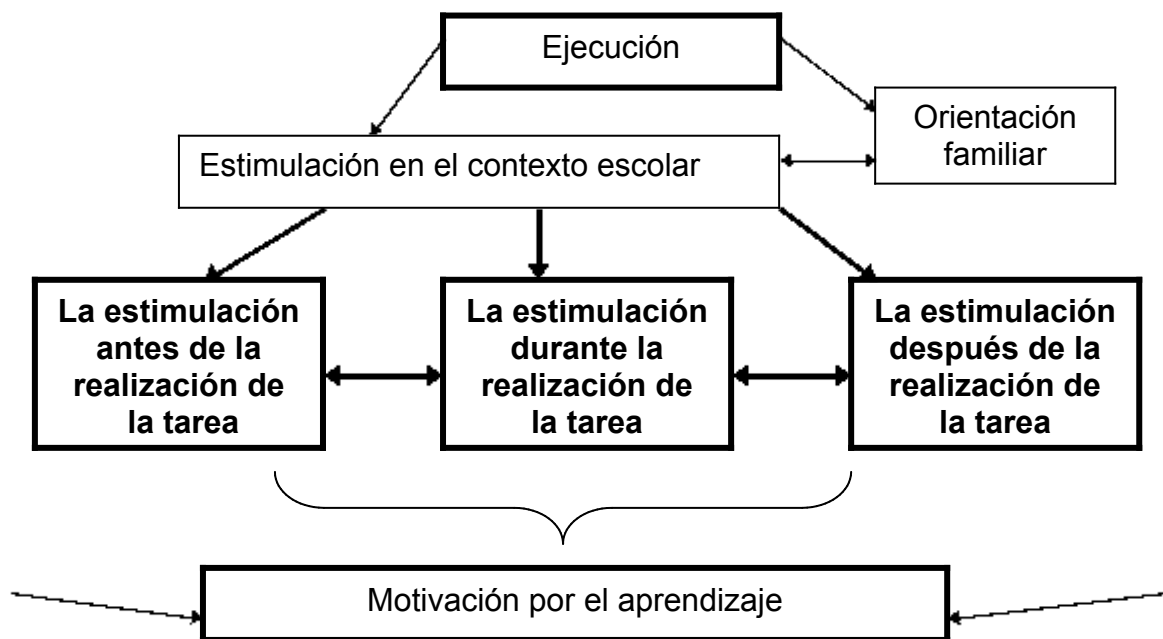 Ejecución
Orientación
familiar
Estimulación en el contexto escolar
La estimulación
antes de la
realización de
la tarea
La estimulación
durante la
realización de
la tarea
La estimulación
después de la
realización de
la tarea
Motivación por el aprendizaje